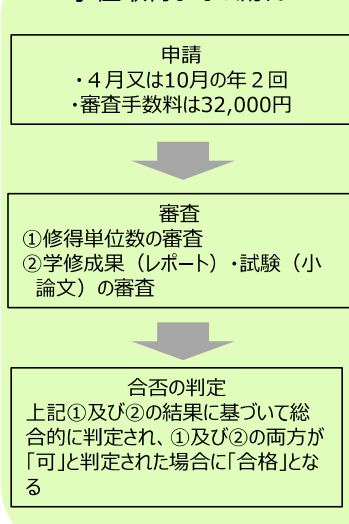 申請
・４月又は10月の年２回
・審査手数料は32,000円
審査
①修得単位数の審査
②学修成果（レポート）・試験（小
論文）の審査
合否の判定
上記①及び②の結果に基づいて総
合的に判定され、①及び②の両方が
「可」と判定された場合に「合格」とな
る